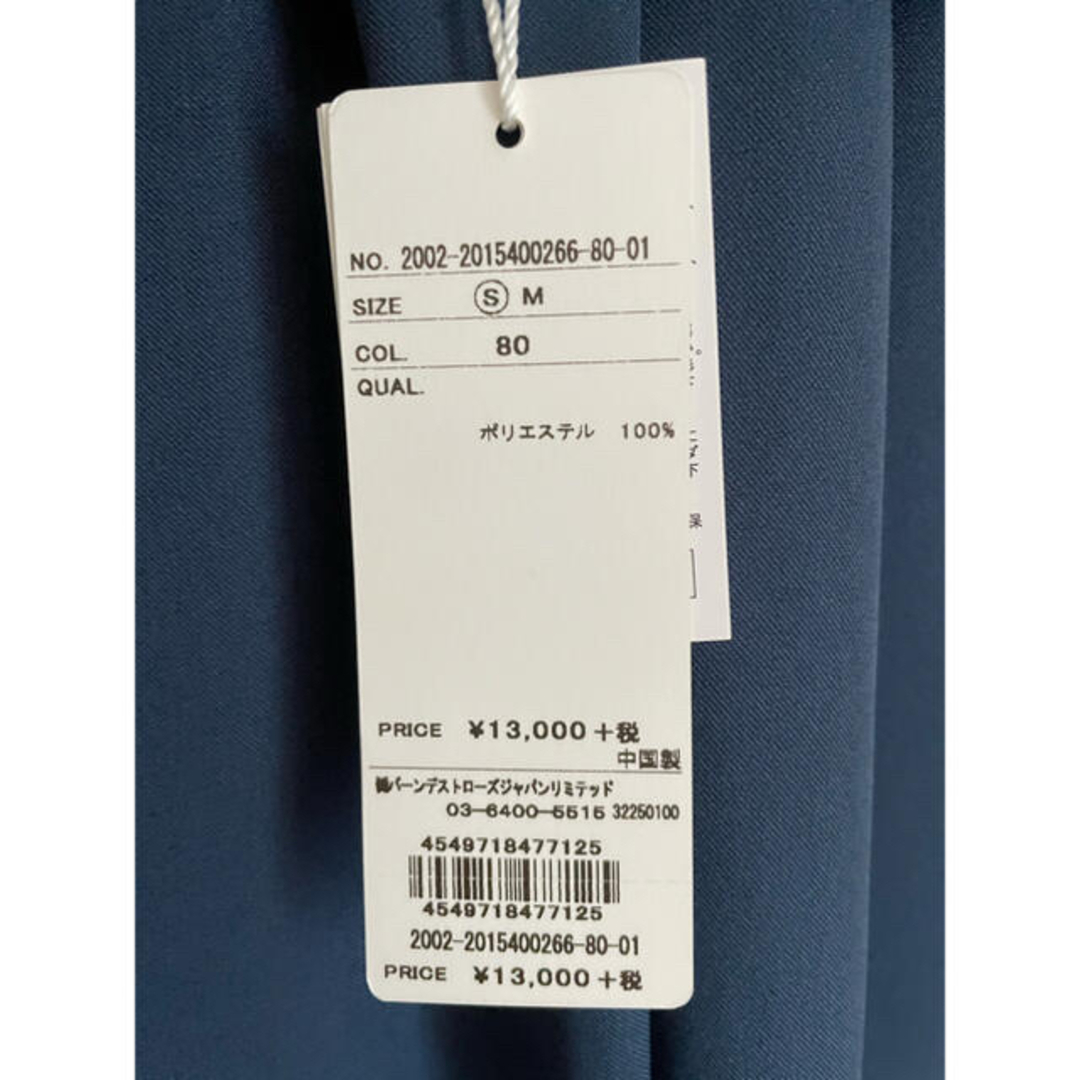 NO. 2002-2015400266-80-01
SIZE Ⓢ M
COL. 80
QUAL.
ポリエステル 100%
PRICE ¥13,000+税
中国製
㈱バーンデストローズジャパンリミテッド
03-6400-5515 32250100
4549718477125
4549718477125
2002-2015400266-80-01
PRICE ¥13,000+税